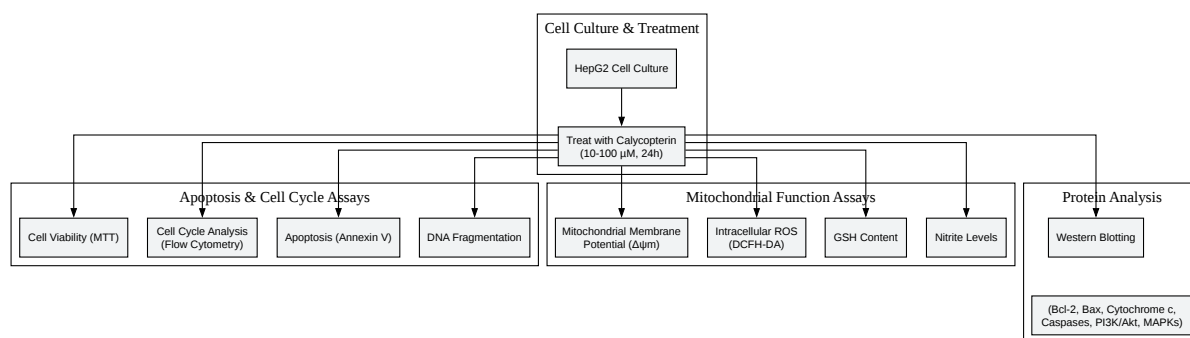 Cell Culture & Treatment
HepG2 Cell Culture
Treat with Calycopterin
(10-100 µM, 24h)
Apoptosis & Cell Cycle Assays
Mitochondrial Function Assays
Protein Analysis
Cell Viability (MTT)
Cell Cycle Analysis
(Flow Cytometry)
Apoptosis (Annexin V)
DNA Fragmentation
Mitochondrial Membrane
Potential (Δψm)
Intracellular ROS
(DCFH-DA)
GSH Content
Nitrite Levels
Western Blotting
(Bcl-2, Bax, Cytochrome c,
Caspases, PI3K/Akt, MAPKs)